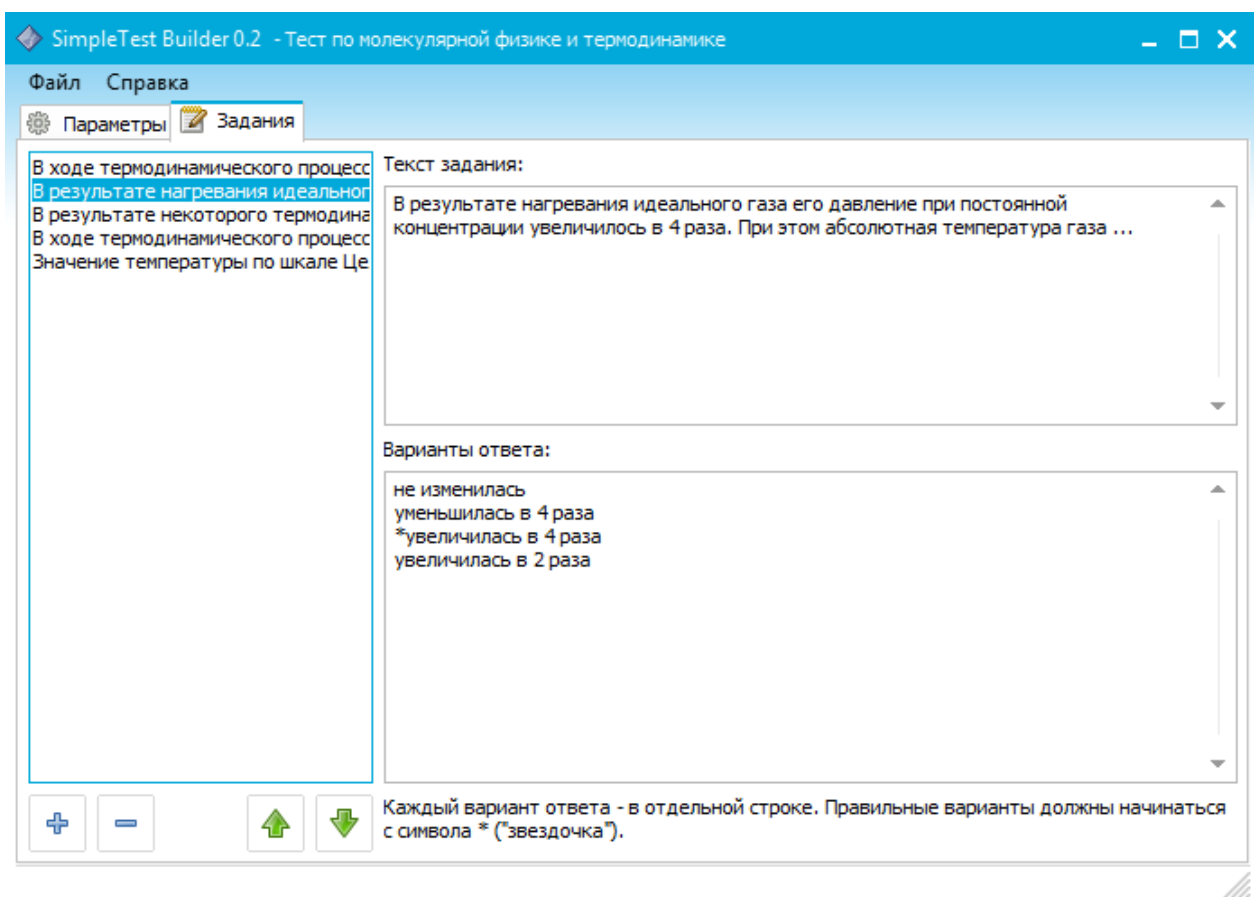 SimpleTest Builder 0.2 - Тест по молекулярной физике и термодинамике
Файл Справка
Параметры Задания
В ходе термодинамического процесс
В результате нагревания идеальног
В результате некоторого термодина
В ходе термодинамического процесс
Значение температуры по шкале Це
Текст задания:
В результате нагревания идеального газа его давление при постоянной
концентрации увеличилось в 4 раза. При этом абсолютная температура газа ...
Варианты ответа:
не изменилась
уменьшилась в 4 раза
*увеличилась в 4 раза
увеличилась в 2 раза
Каждый вариант ответа - в отдельной строке. Правильные варианты должны начинаться
с символа * ("звездочка").